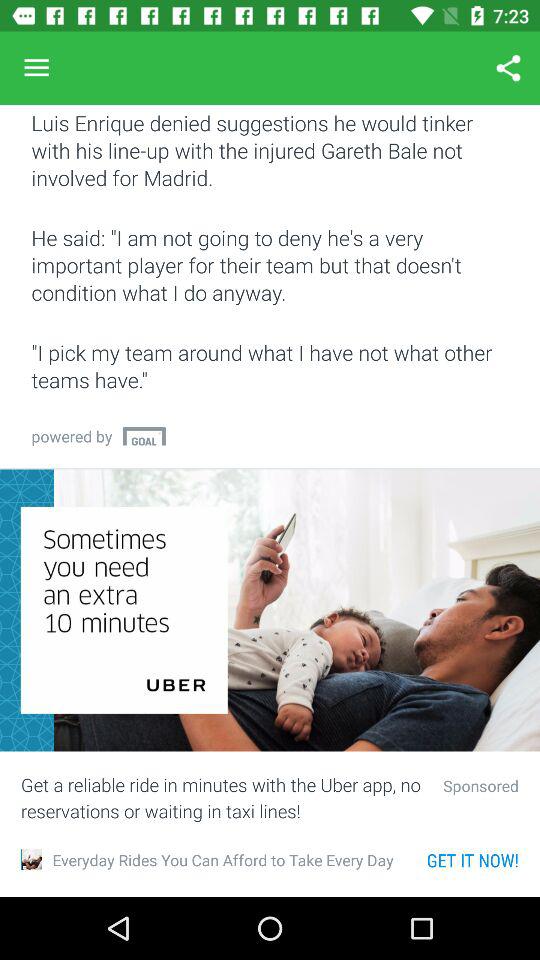 7:23
Luis Enrique denied suggestions he would tinker
with his line-up with the injured Gareth Bale not
involved for Madrid.
He said: "I am not going to deny he's a very
important player for their team but that doesn't
condition what I do anyway.
"I pick my team around what I have not what other
teams have."
powered by GOAL
Sometimes
you need
an extra
10 minutes
UBER
Get a reliable ride in minutes with the Uber app, no
reservations or waiting in taxi lines!
Sponsored
Everyday Rides You Can Afford to Take Every Day
GET IT NOW!